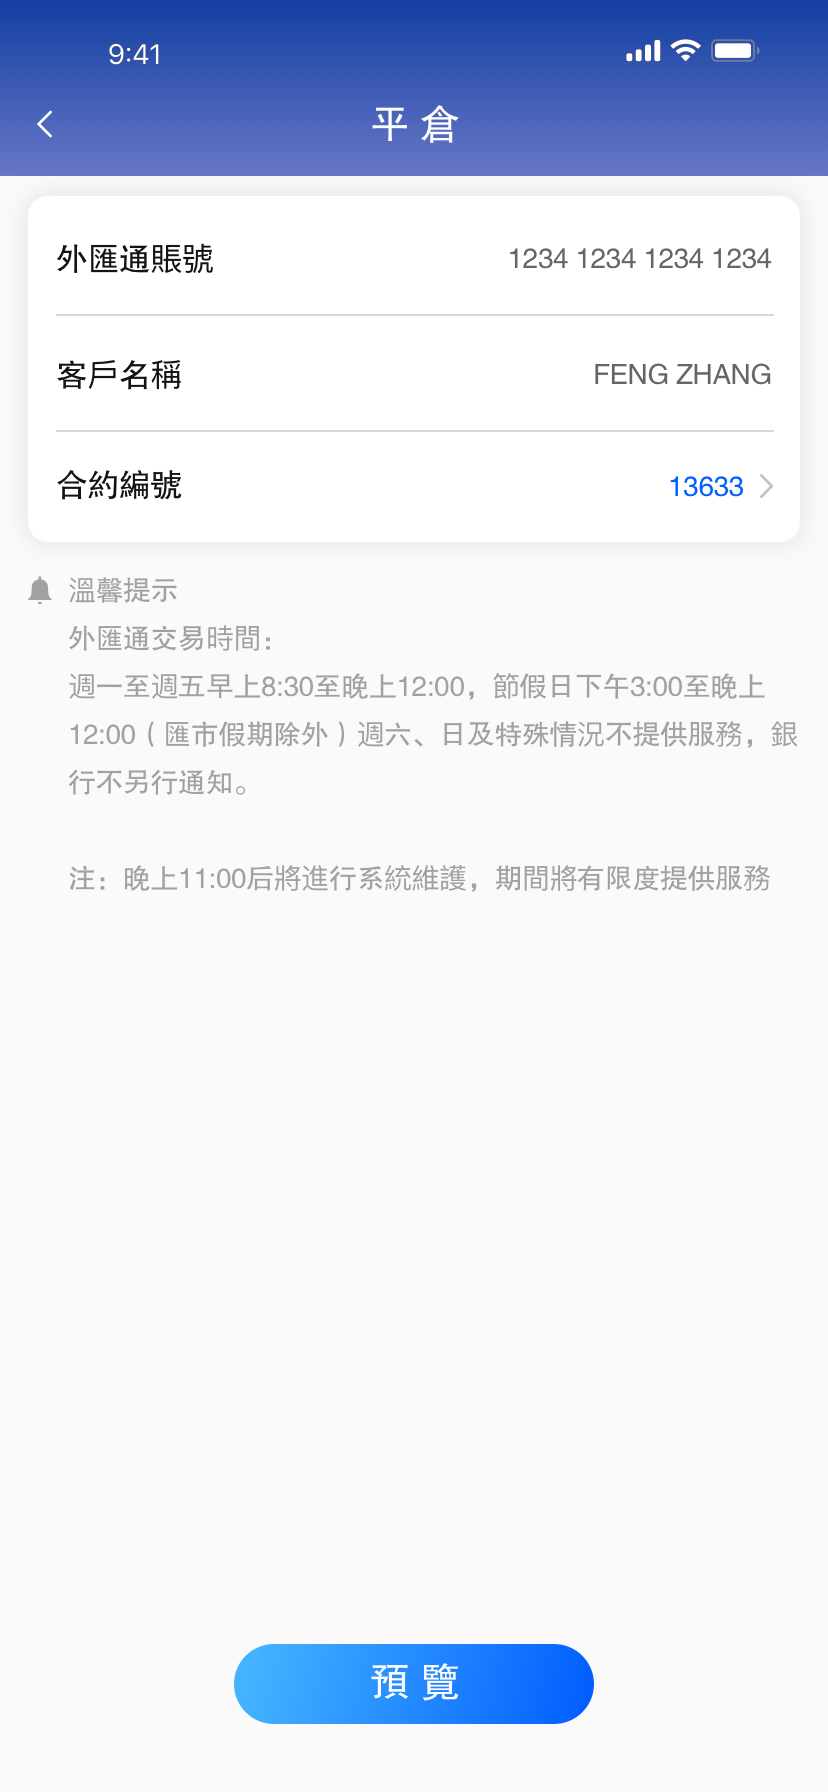 9:41
平倉
外匯通賬號
1234 1234 1234 1234
客戶名稱
FENG ZHANG
合約編號
13633
溫馨提示
外匯通交易時間：
週一至週五早上8:30至晚上12:00，節假日下午3:00至晚上
12:00（匯市假期除外）週六、日及特殊情況不提供服務，銀
行不另行通知。
注：晚上11:00后將進行系統維護，期間將有限度提供服務
預覽